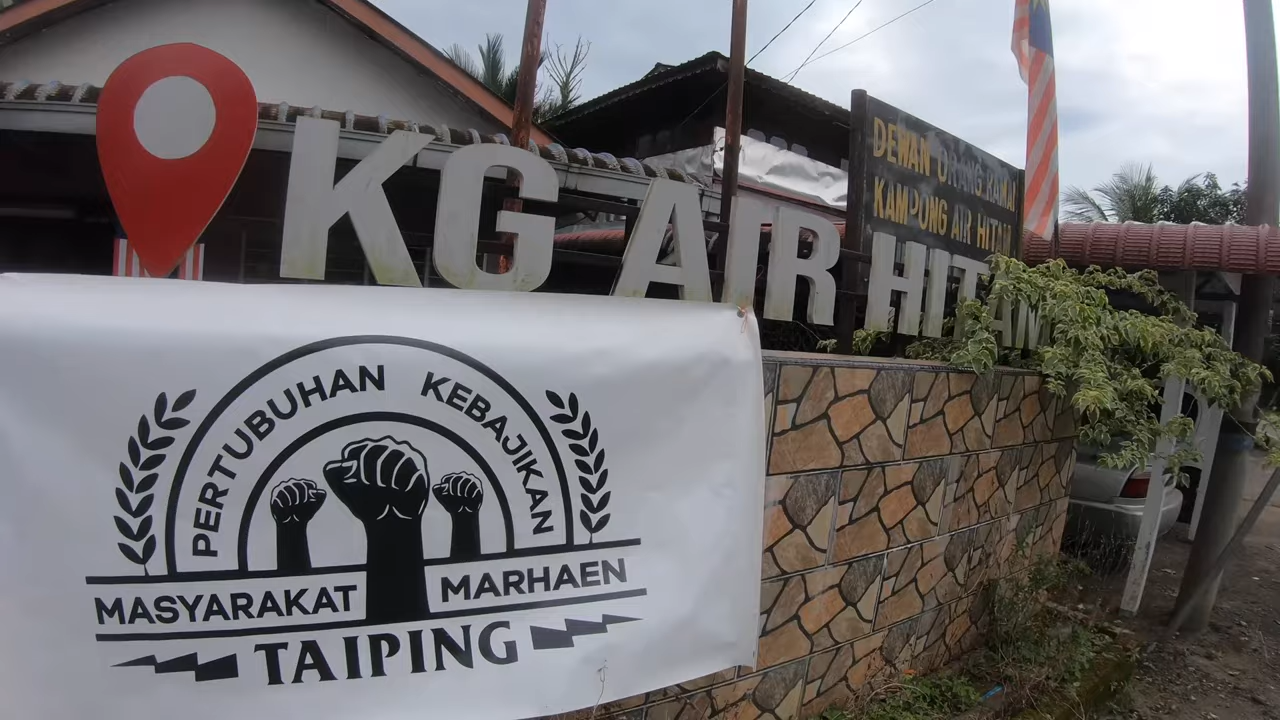 KG AIR HITAM
DEWAN ORANG RAMAI
KAMPONG AIR HITAM
PERTUBUHAN KEBAJIKAN
MASYARAKAT MARHAEN
TAIPING